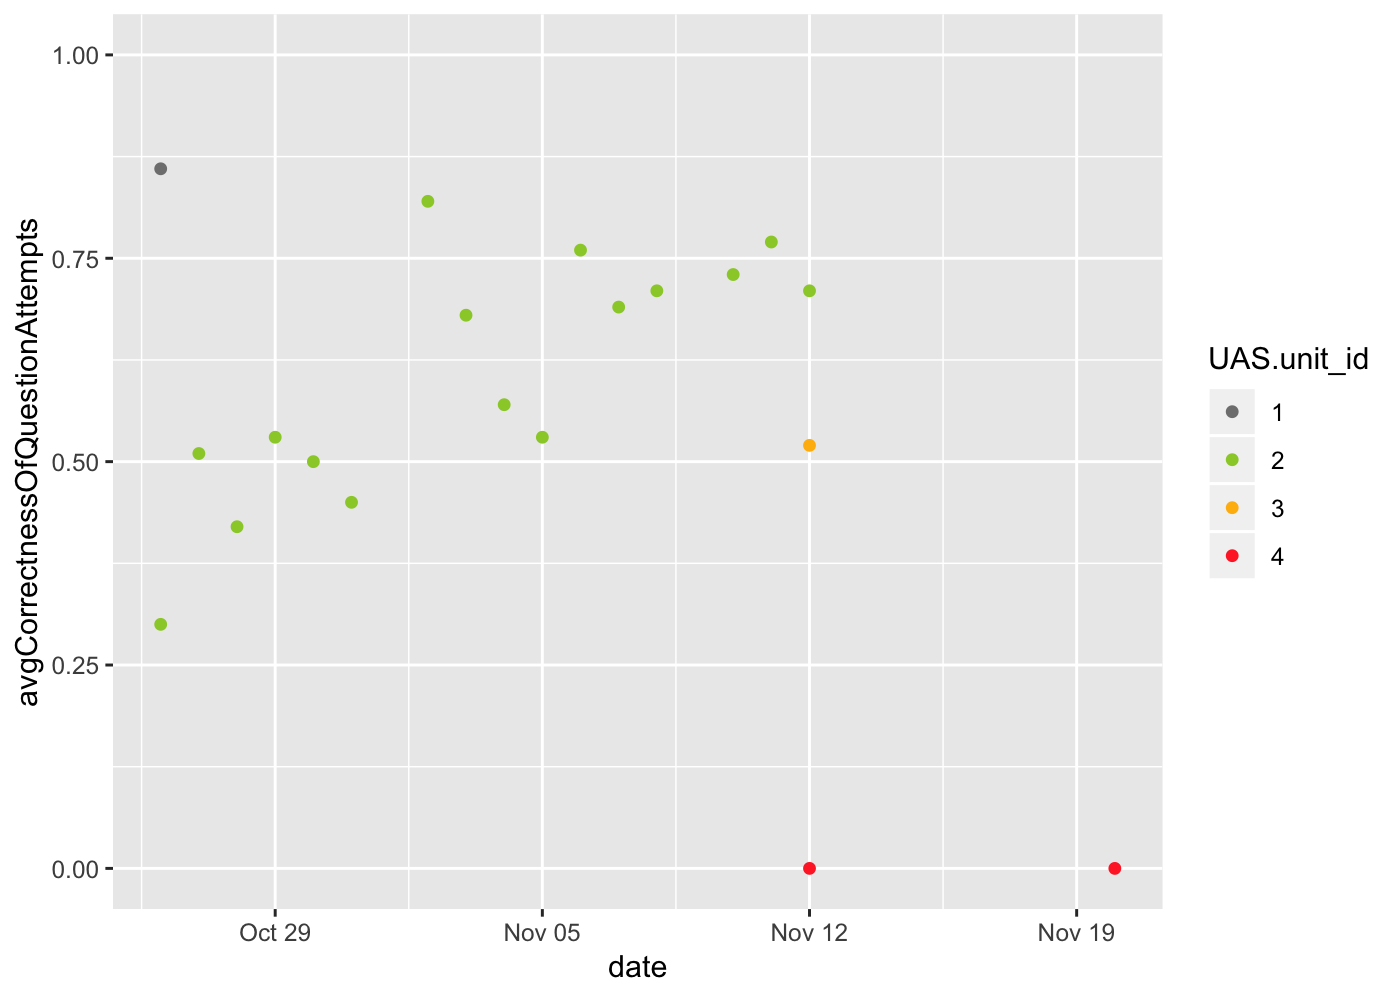 avgCorrectnessOfQuestionAttempts
1.00
0.75
0.50
0.25
0.00
Oct 29
Nov 05
Nov 12
Nov 19
date
UAS.unit_id
1
2
3
4